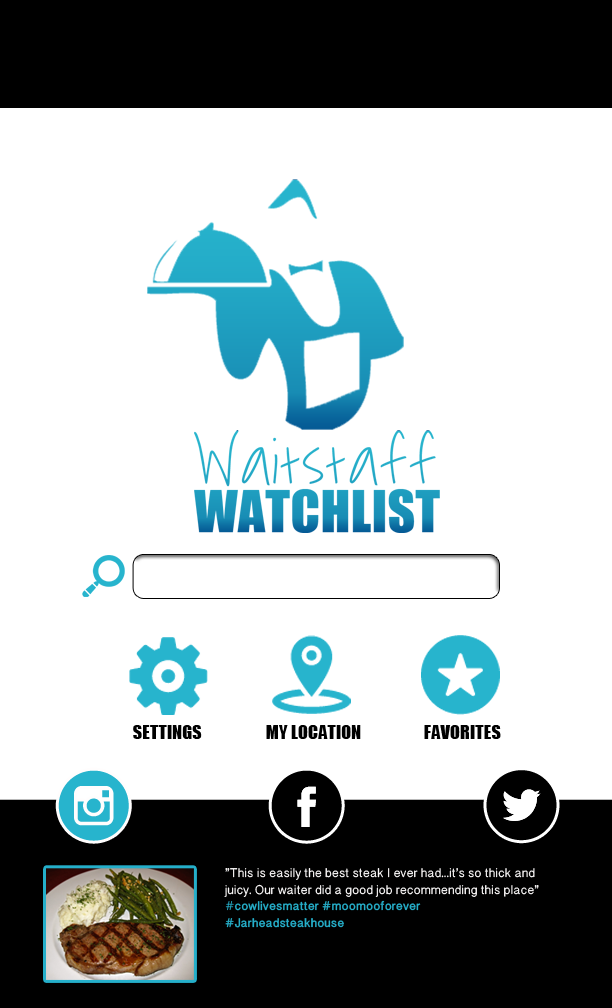 Waitstaff
WATCHLIST
SETTINGS
MY LOCATION
FAVORITES
"This is easily the best steak I ever had...it's so thick and
juicy. Our waiter did a good job recommending this place"
#cowlivesmatter #moomooforever
#Jarheadsteakhouse